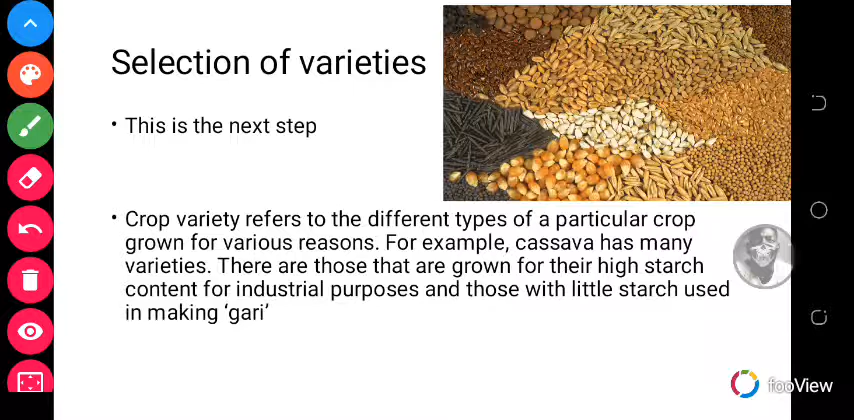 Selection of varieties
• This is the next step
• Crop variety refers to the different types of a particular crop
grown for various reasons. For example, cassava has many
varieties. There are those that are grown for their high starch
content for industrial purposes and those with little starch used
in making ‘gari’
fooView